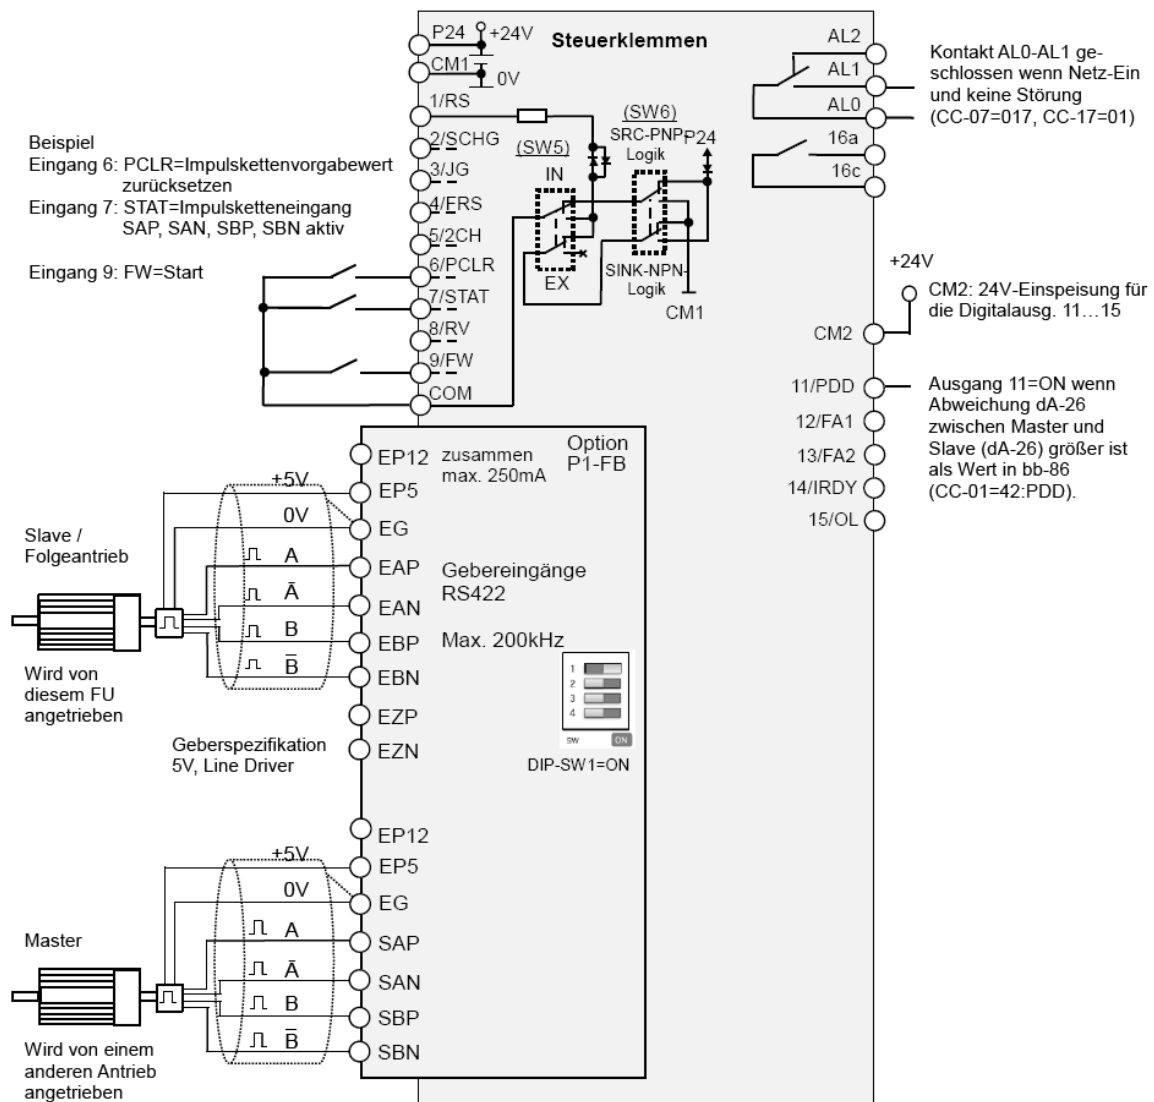 Steuerklemmen
P24
+24V
CM1
0V
1/RS
2/SCHG
3/JG
4/FRS
5/2CH
6/PCLR
7/STAT
8/RV
9/FW
COM
(SW5)
IN
EX
(SW6)
SRC-PNP-
Logik
P24
SINK-NPN-
Logik
CM1
Beispiel
Eingang 6: PCLR=Impulskettenvorgabewert
zurücksetzen
Eingang 7: STAT=Impulsketteneingang
SAP, SAN, SBP, SBN aktiv
Eingang 9: FW=Start
AL2
AL1
AL0
16a
16c
Kontakt AL0-AL1 ge-
schlossen wenn Netz-Ein
und keine Störung
(CC-07=017, CC-17=01)
+24V
CM2
CM2: 24V-Einspeisung für
die Digitalausg. 11…15
11/PDD
12/FA1
13/FA2
14/IRDY
15/OL
Ausgang 11=ON wenn
Abweichung dA-26
zwischen Master und
Slave (dA-26) größer ist
als Wert in bb-86
(CC-01=42:PDD).
Option
P1-FB
EP12
zusammen
max. 250mA
+5V
EP5
0V
EG
A
EAP
Ā
EAN
B
EBP
B̄
EBN
EZP
EZN
Gebereingänge
RS422
Max. 200kHz
1
2
3
4
SW
ON
DIP-SW1=ON
Slave /
Folgeantrieb
Wird von
diesem FU
angetrieben
Geberspezifikation
5V, Line Driver
EP12
+5V
EP5
0V
EG
A
SAP
Ā
SAN
B
SBP
B̄
SBN
Master
Wird von einem
anderen Antrieb
angetrieben